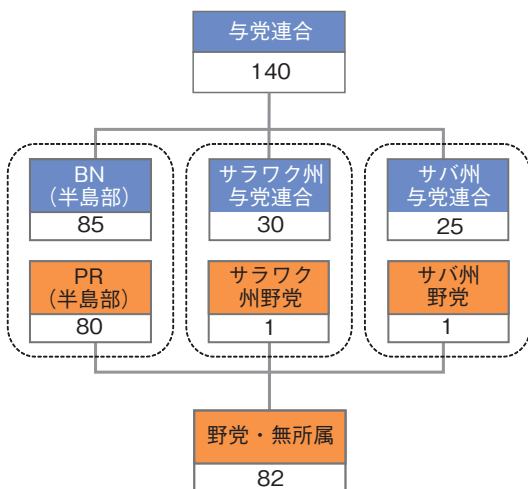 与党連合
140
BN
（半島部）
85
サラワク州
与党連合
30
サバ州
与党連合
25
PR
（半島部）
80
サラワク
州野党
1
サバ州
野党
1
野党・無所属
82